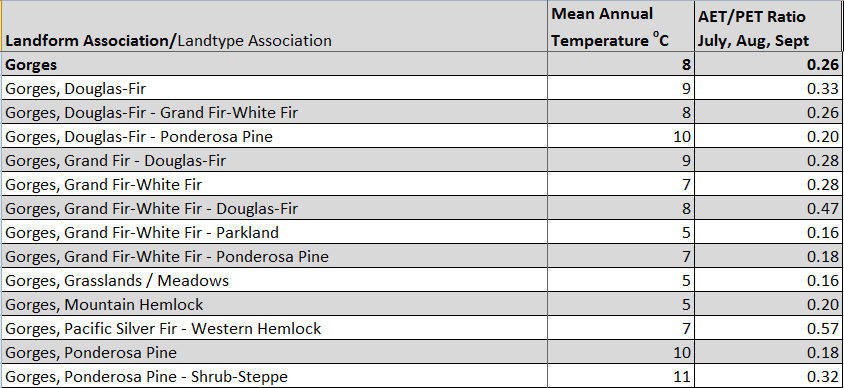 Landform Association/Landtype Association Mean Annual Temperature ºC AET/PET Ratio July, Aug, Sept
Gorges 8 0.26
Gorges, Douglas-Fir 9 0.33
Gorges, Douglas-Fir - Grand Fir-White Fir 8 0.26
Gorges, Douglas-Fir - Ponderosa Pine 10 0.20
Gorges, Grand Fir - Douglas-Fir 9 0.28
Gorges, Grand Fir-White Fir 7 0.28
Gorges, Grand Fir-White Fir - Douglas-Fir 8 0.47
Gorges, Grand Fir-White Fir - Parkland 5 0.16
Gorges, Grand Fir-White Fir - Ponderosa Pine 7 0.18
Gorges, Grasslands / Meadows 5 0.16
Gorges, Mountain Hemlock 5 0.20
Gorges, Pacific Silver Fir - Western Hemlock 7 0.57
Gorges, Ponderosa Pine 10 0.18
Gorges, Ponderosa Pine - Shrub-Steppe 11 0.32